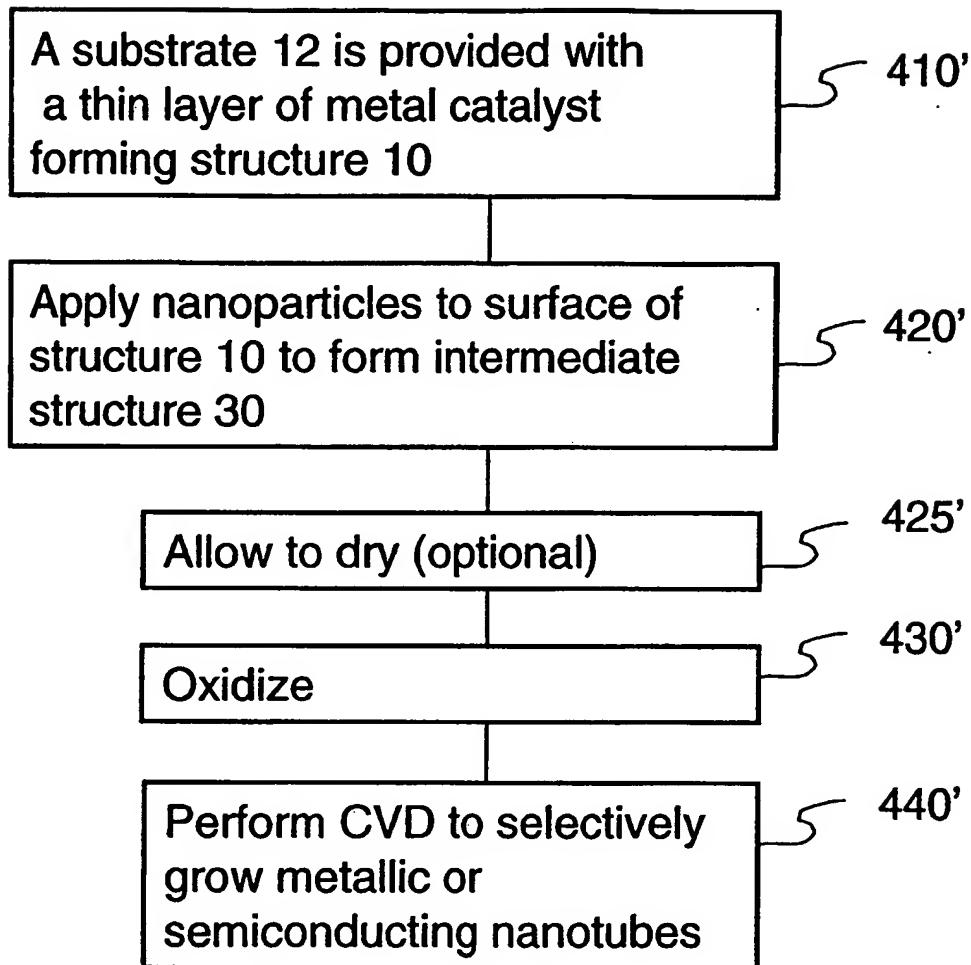 A substrate 12 is provided with
a thin layer of metal catalyst
forming structure 10
410'
Apply nanoparticles to surface of
structure 10 to form intermediate
structure 30
420'
Allow to dry (optional)
425'
Oxidize
430'
Perform CVD to selectively
grow metallic or
semiconducting nanotubes
440'